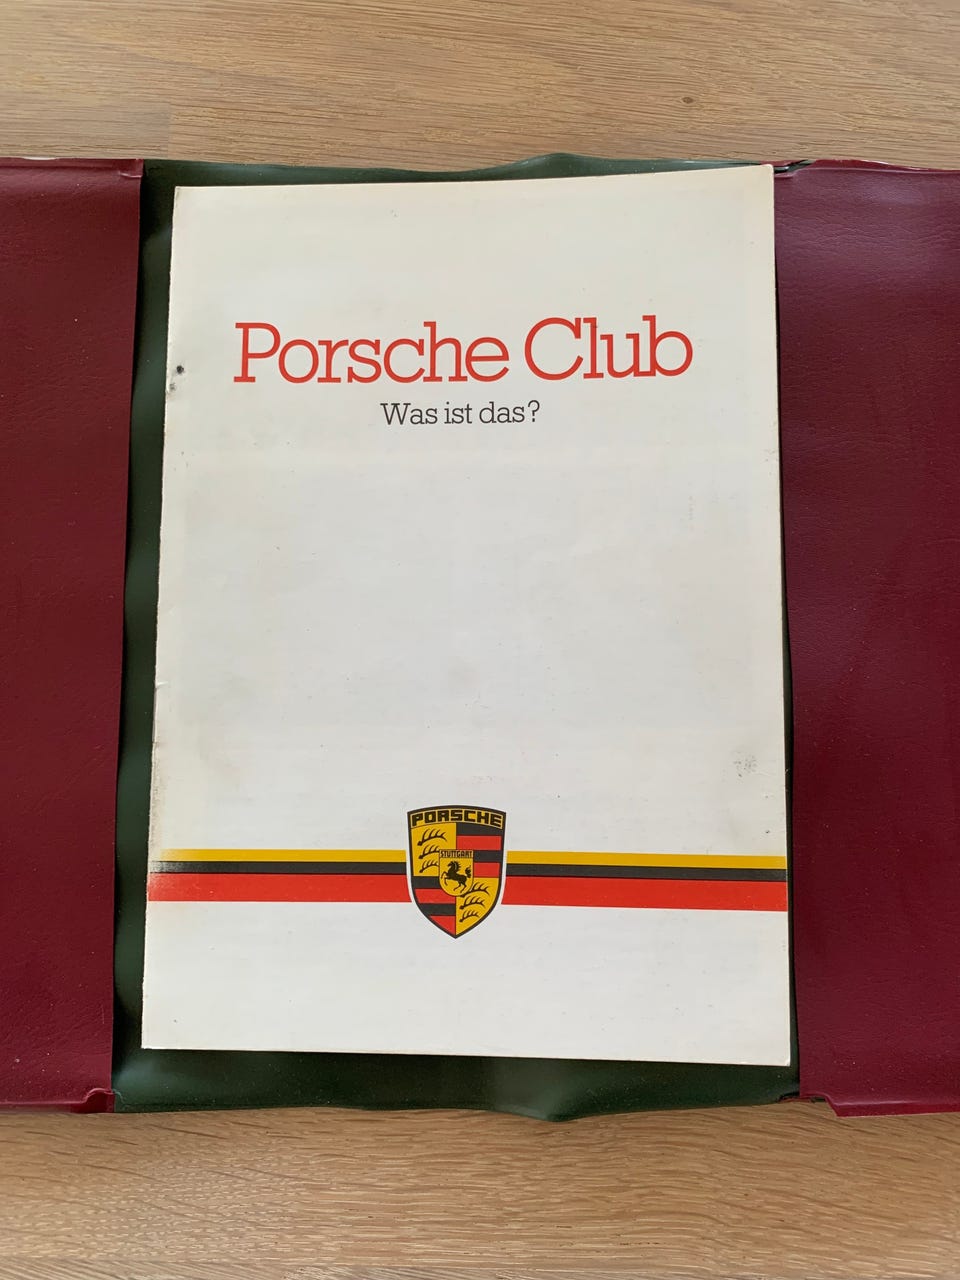 Porsche Club
Was ist das?
PORSCHE
STUTTGART